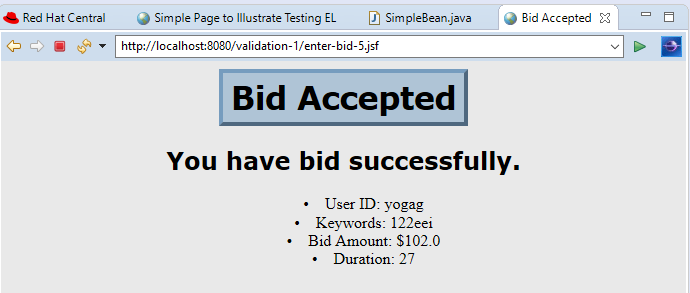 Red Hat Central
Simple Page to Illustrate Testing EL
SimpleBean.java
Bid Accepted
http://localhost:8080/validation-1/enter-bid-5.jsf
Bid Accepted
You have bid successfully.
• User ID: yogag
• Keywords: 122eei
• Bid Amount: $102.0
• Duration: 27